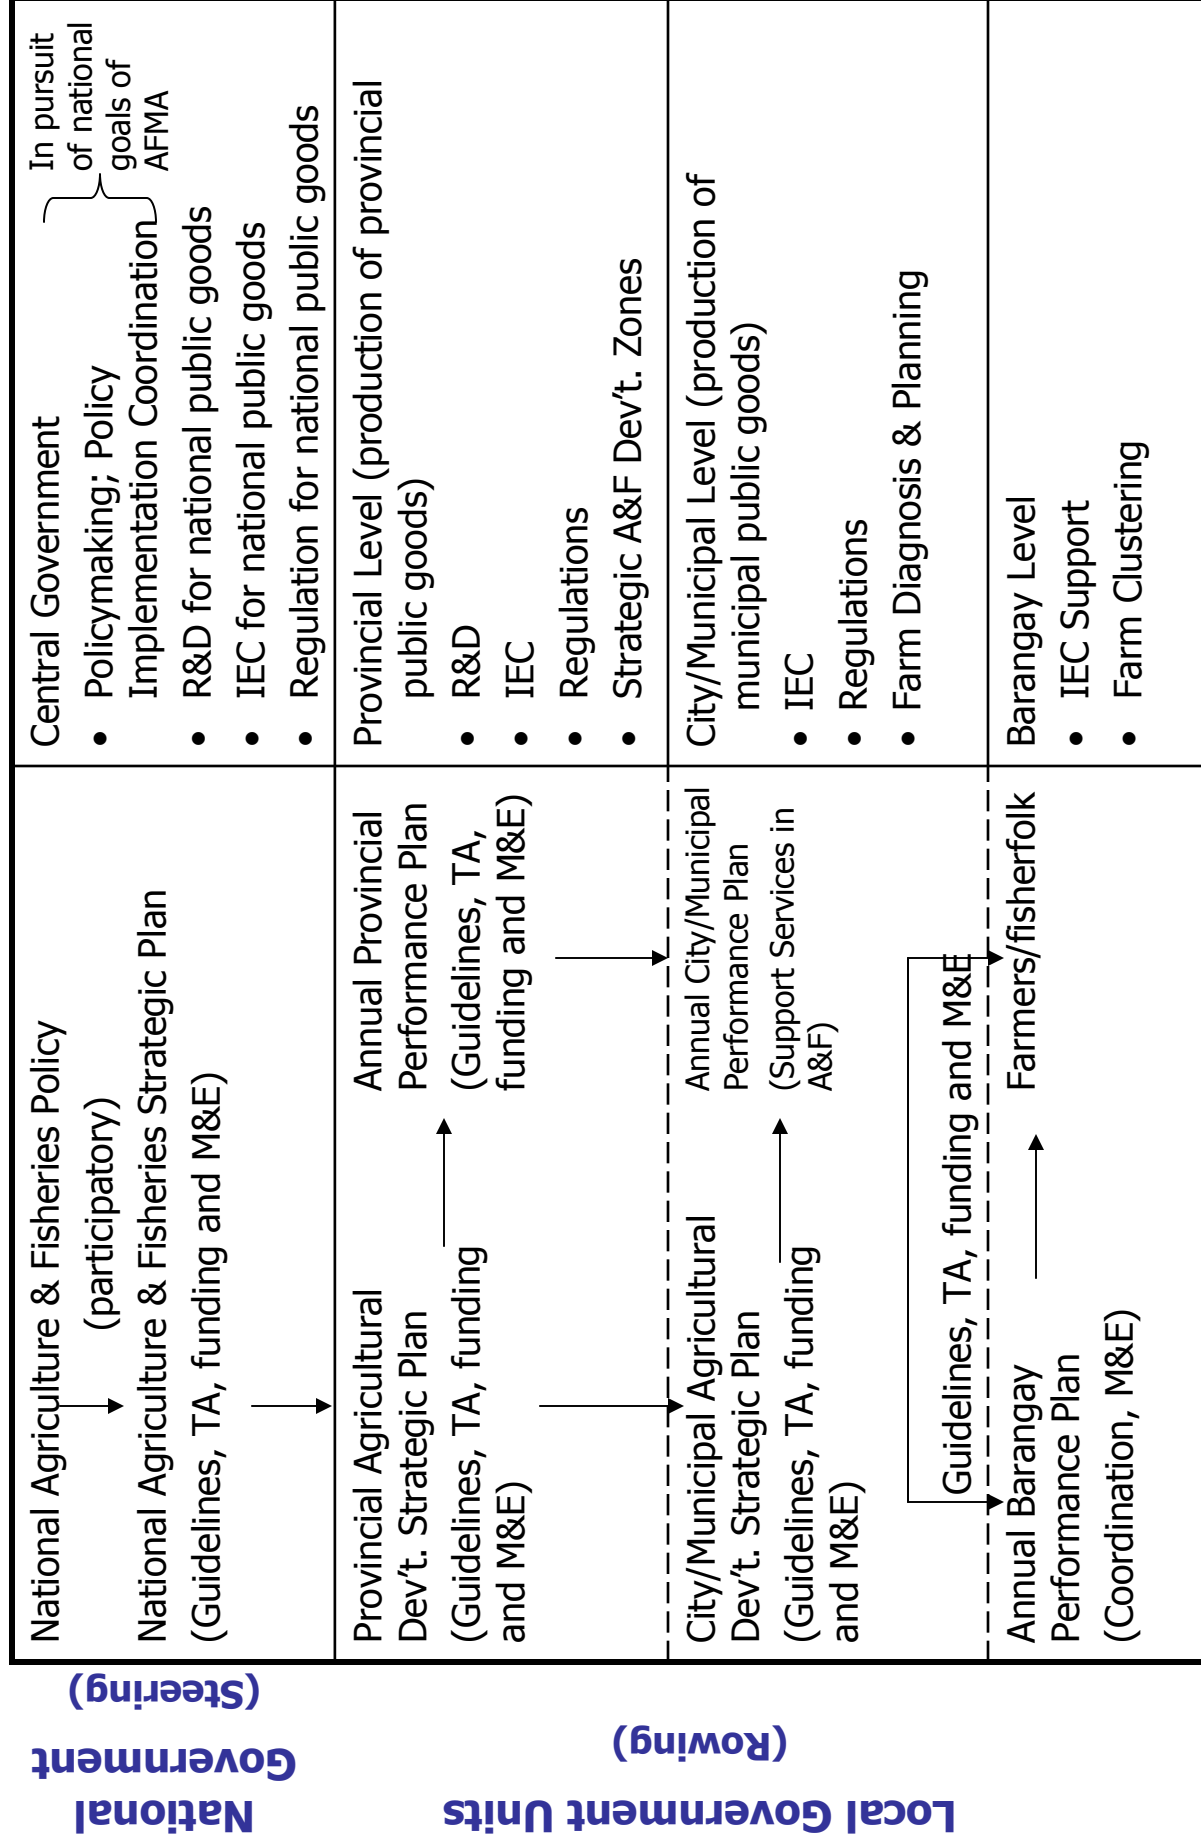 National
Government
(Steering)
National Agriculture & Fisheries Policy
(participatory)
National Agriculture & Fisheries Strategic Plan
(Guidelines, TA, funding and M&E)
Central Government
• Policymaking; Policy
Implementation Coordination
• R&D for national public goods
• IEC for national public goods
• Regulation for national public goods
In pursuit
of national
goals of
AFMA
Local Government Units
(Rowing)
Provincial Agricultural
Dev't. Strategic Plan
(Guidelines, TA, funding
and M&E)
Annual Provincial
Performance Plan
(Guidelines, TA,
funding and M&E)
Provincial Level (production of provincial
public goods)
• R&D
• IEC
• Regulations
• Strategic A&F Dev't. Zones
City/Municipal Agricultural
Dev't. Strategic Plan
(Guidelines, TA, funding
and M&E)
Annual City/Municipal
Performance Plan
(Support Services in
A&F)
City/Municipal Level (production of
municipal public goods)
• IEC
• Regulations
• Farm Diagnosis & Planning
Guidelines, TA, funding and M&E
Annual Barangay
Performance Plan
(Coordination, M&E)
Farmers/fisherfolk
Barangay Level
• IEC Support
• Farm Clustering